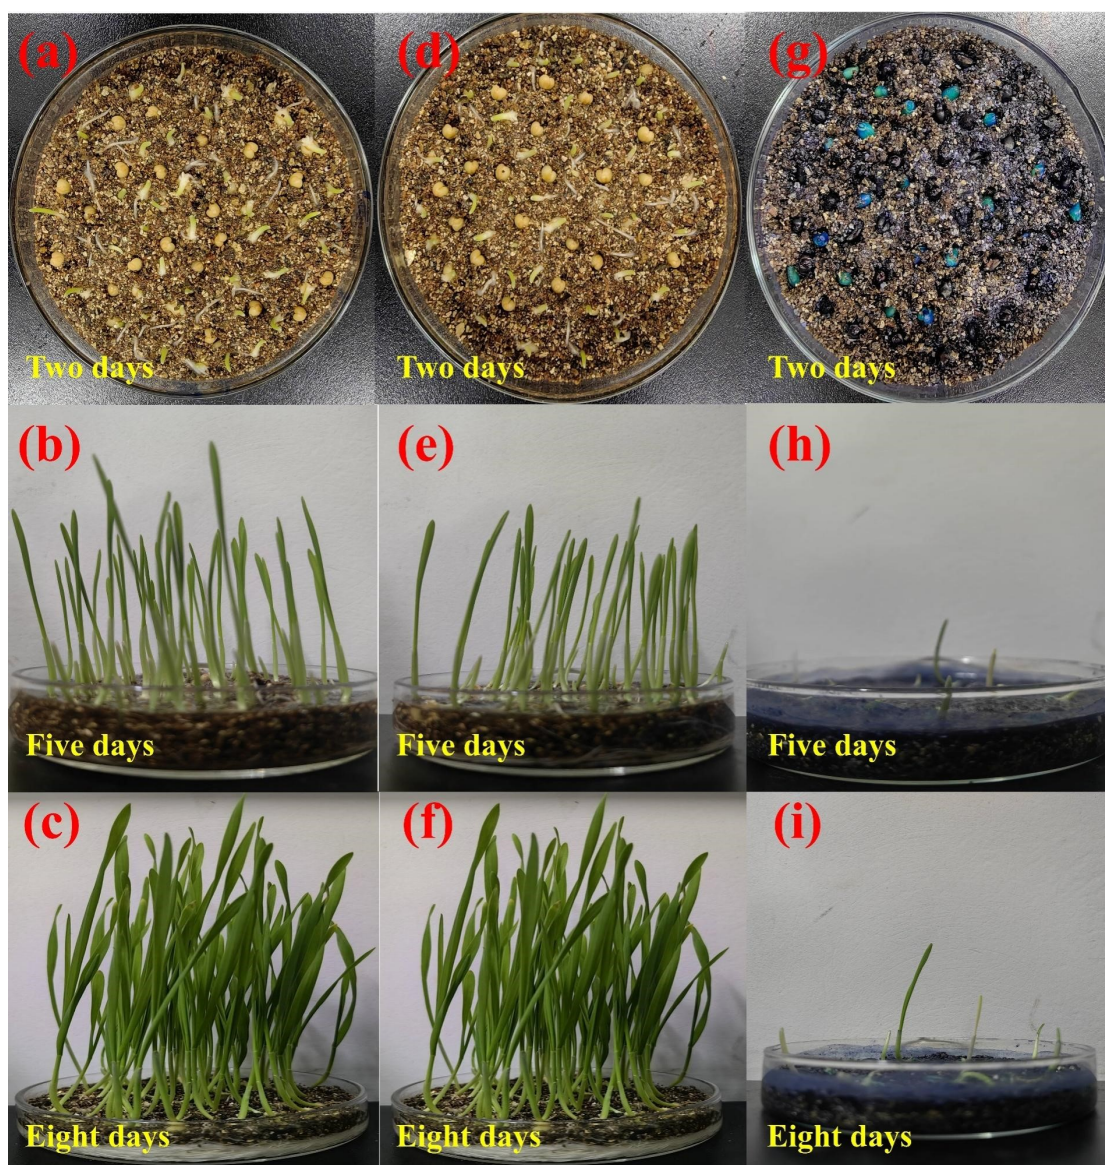 (a) (d) (g)
Two days Two days Two days
(b) (e) (h)
Five days Five days Five days
(c) (f) (i)
Eight days Eight days Eight days